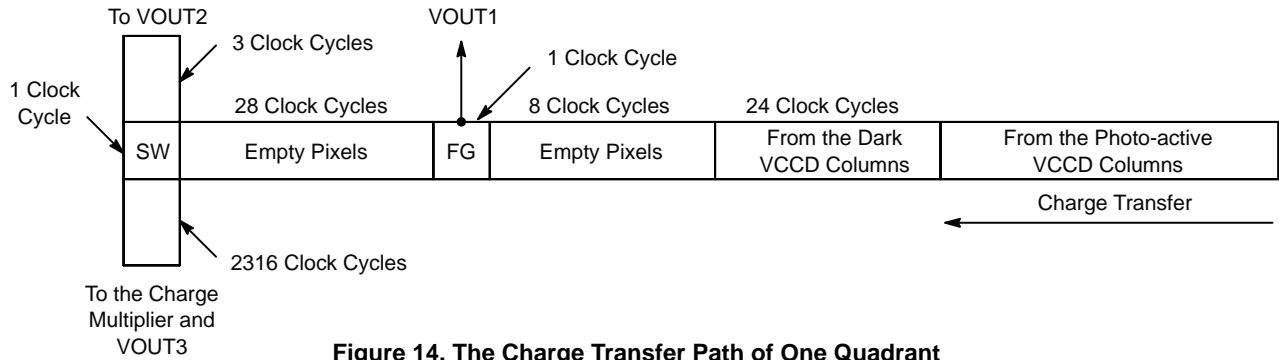 To VOUT2
VOUT1
3 Clock Cycles
1 Clock Cycle
1 Clock
Cycle
28 Clock Cycles
8 Clock Cycles
24 Clock Cycles
SW
Empty Pixels
FG
Empty Pixels
From the Dark
VCCD Columns
From the Photo-active
VCCD Columns
Charge Transfer
2316 Clock Cycles
To the Charge
Multiplier and
VOUT3
Figure 14. The Charge Transfer Path of One Quadrant